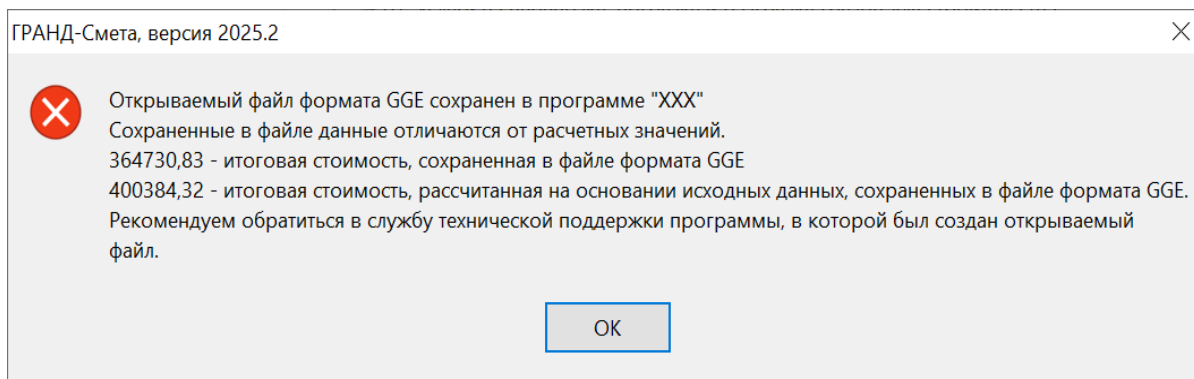 ГРАНД-Смета, версия 2025.2
Открываемый файл формата GGE сохранен в программе "XXX"
Сохраненные в файле данные отличаются от расчетных значений.
364730,83 - итоговая стоимость, сохраненная в файле формата GGE
400384,32 - итоговая стоимость, рассчитанная на основании исходных данных, сохраненных в файле формата GGE.
Рекомендуем обратиться в службу технической поддержки программы, в которой был создан открываемый
файл.
OK